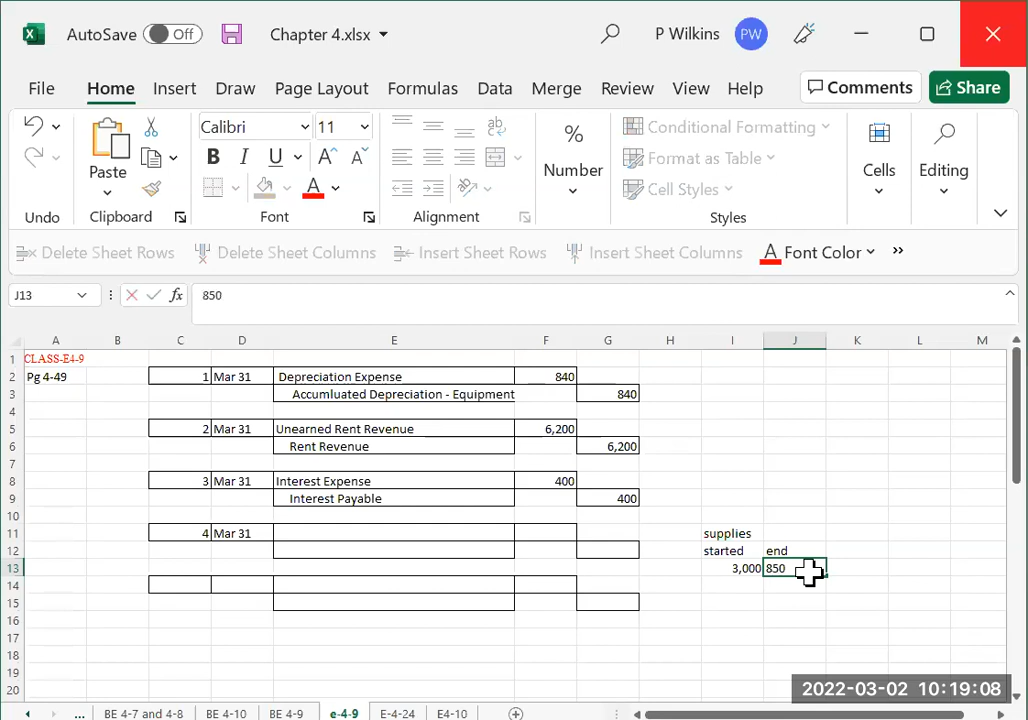 AutoSave Off Chapter 4.xlsx P Wilkins PW
File Home Insert Draw Page Layout Formulas Data Merge Review View Help Comments Share
Calibri 11
B I U A A ab % Conditional Formatting
Paste Number Format as Table Cells Editing
A Cell Styles
Undo Clipboard Font Alignment Styles
Delete Sheet Rows Delete Sheet Columns Insert Sheet Rows Insert Sheet Columns A Font Color »
J13 fx 850
A B C D E F G H I J K L M
1 CLASS-E4-9
2 Pg 4-49 1 Mar 31 Depreciation Expense 840
3 Accmluated Depreciation - Equipment 840
4
5 2 Mar 31 Unearned Rent Revenue 6,200
6 Rent Revenue 6,200
7
8 3 Mar 31 Interest Expense 400
9 Interest Payable 400
10
11 4 Mar 31 supplies
12 started end
13 3,000 850
14
15
16
17
18
19
20
2022-03-02 10:19:08
... BE 4-7 and 4-8 BE 4-10 BE 4-9 e-4-9 E-4-24 E4-10